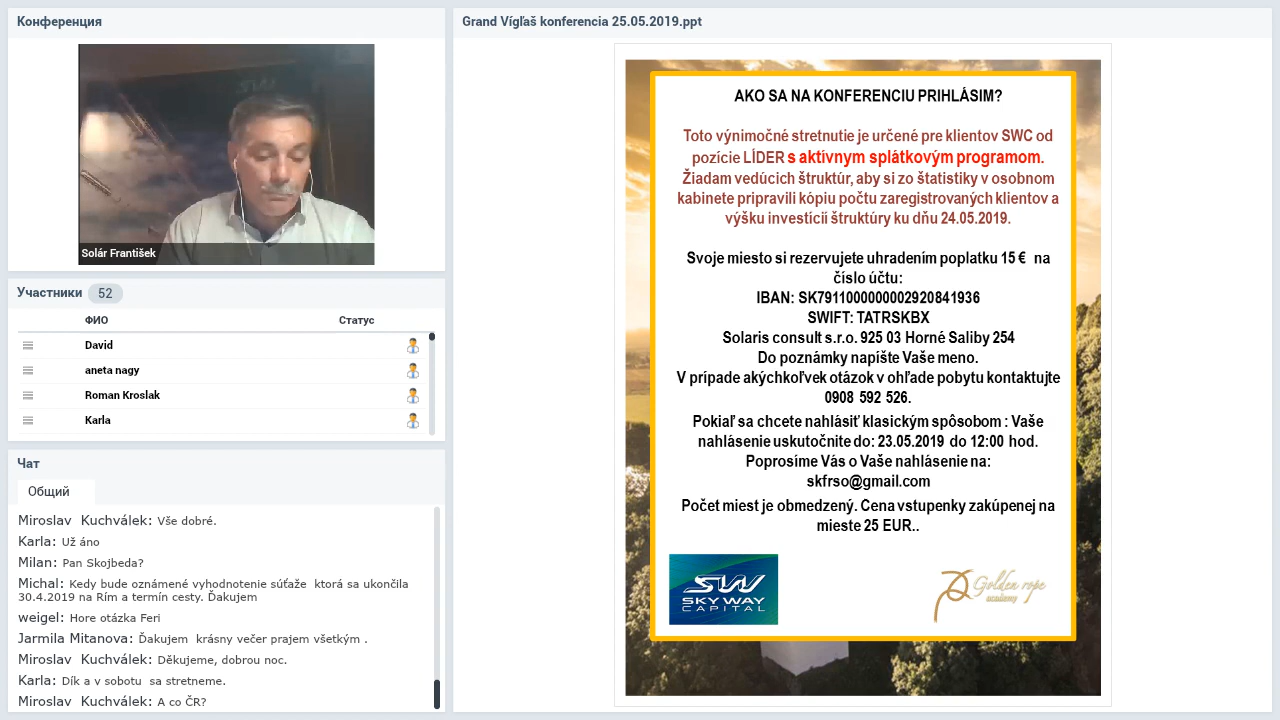 Конференция
Solár František
Участники 52
ФИО Статус
David
aneta nagy
Roman Kroslak
Karla
Чат
Общий
Miroslav Kuchválek: Vše dobré.
Karla: Už áno
Milan: Pan Skojbeda?
Michal: Kedy bude oznámené vyhodnotenie súťaže ktorá sa ukončila
30.4.2019 na Rím a termín cesty. Ďakujem
weigel: Hore otázka Feri
Jarmila Mitanova: Ďakujem krásny večer prajem všetkým .
Miroslav Kuchválek: Děkujeme, dobrou noc.
Karla: Dík a v sobotu sa stretneme.
Miroslav Kuchválek: A co ČR?
Grand Vígľaš konferencia 25.05.2019.ppt
AKO SA NA KONFERENCIU PRIHLÁSIM?
Toto výnimočné stretnutie je určené pre klientov SWC od
pozície LÍDER s aktívnym splátkovým programom.
Žiadam vedúcich štruktúr, aby si zo štatistiky v osobnom
kabinete pripravili kópiu počtu zaregistrovaných klientov a
výšku investícií štruktúry ku dňu 24.05.2019.
Svoje miesto si rezervujete uhradením poplatku 15 € na
číslo účtu:
IBAN: SK7911000000002920841936
SWIFT: TATRSKBX
Solaris consult s.r.o. 925 03 Horné Saliby 254
Do poznámky napíšte Vaše meno.
V prípade akýchkoľvek otázok v ohľade pobytu kontaktujte
0908 592 526.
Pokiaľ sa chcete nahlásiť klasickým spôsobom : Vaše
nahlásenie uskutočnite do: 23.05.2019 do 12:00 hod.
Poprosíme Vás o Vaše nahlásenie na:
skfrso@gmail.com
Počet miest je obmedzený. Cena vstupenky zakúpenej na
mieste 25 EUR..
SW
SKY WAY
CAPITAL
Golden rope
academy